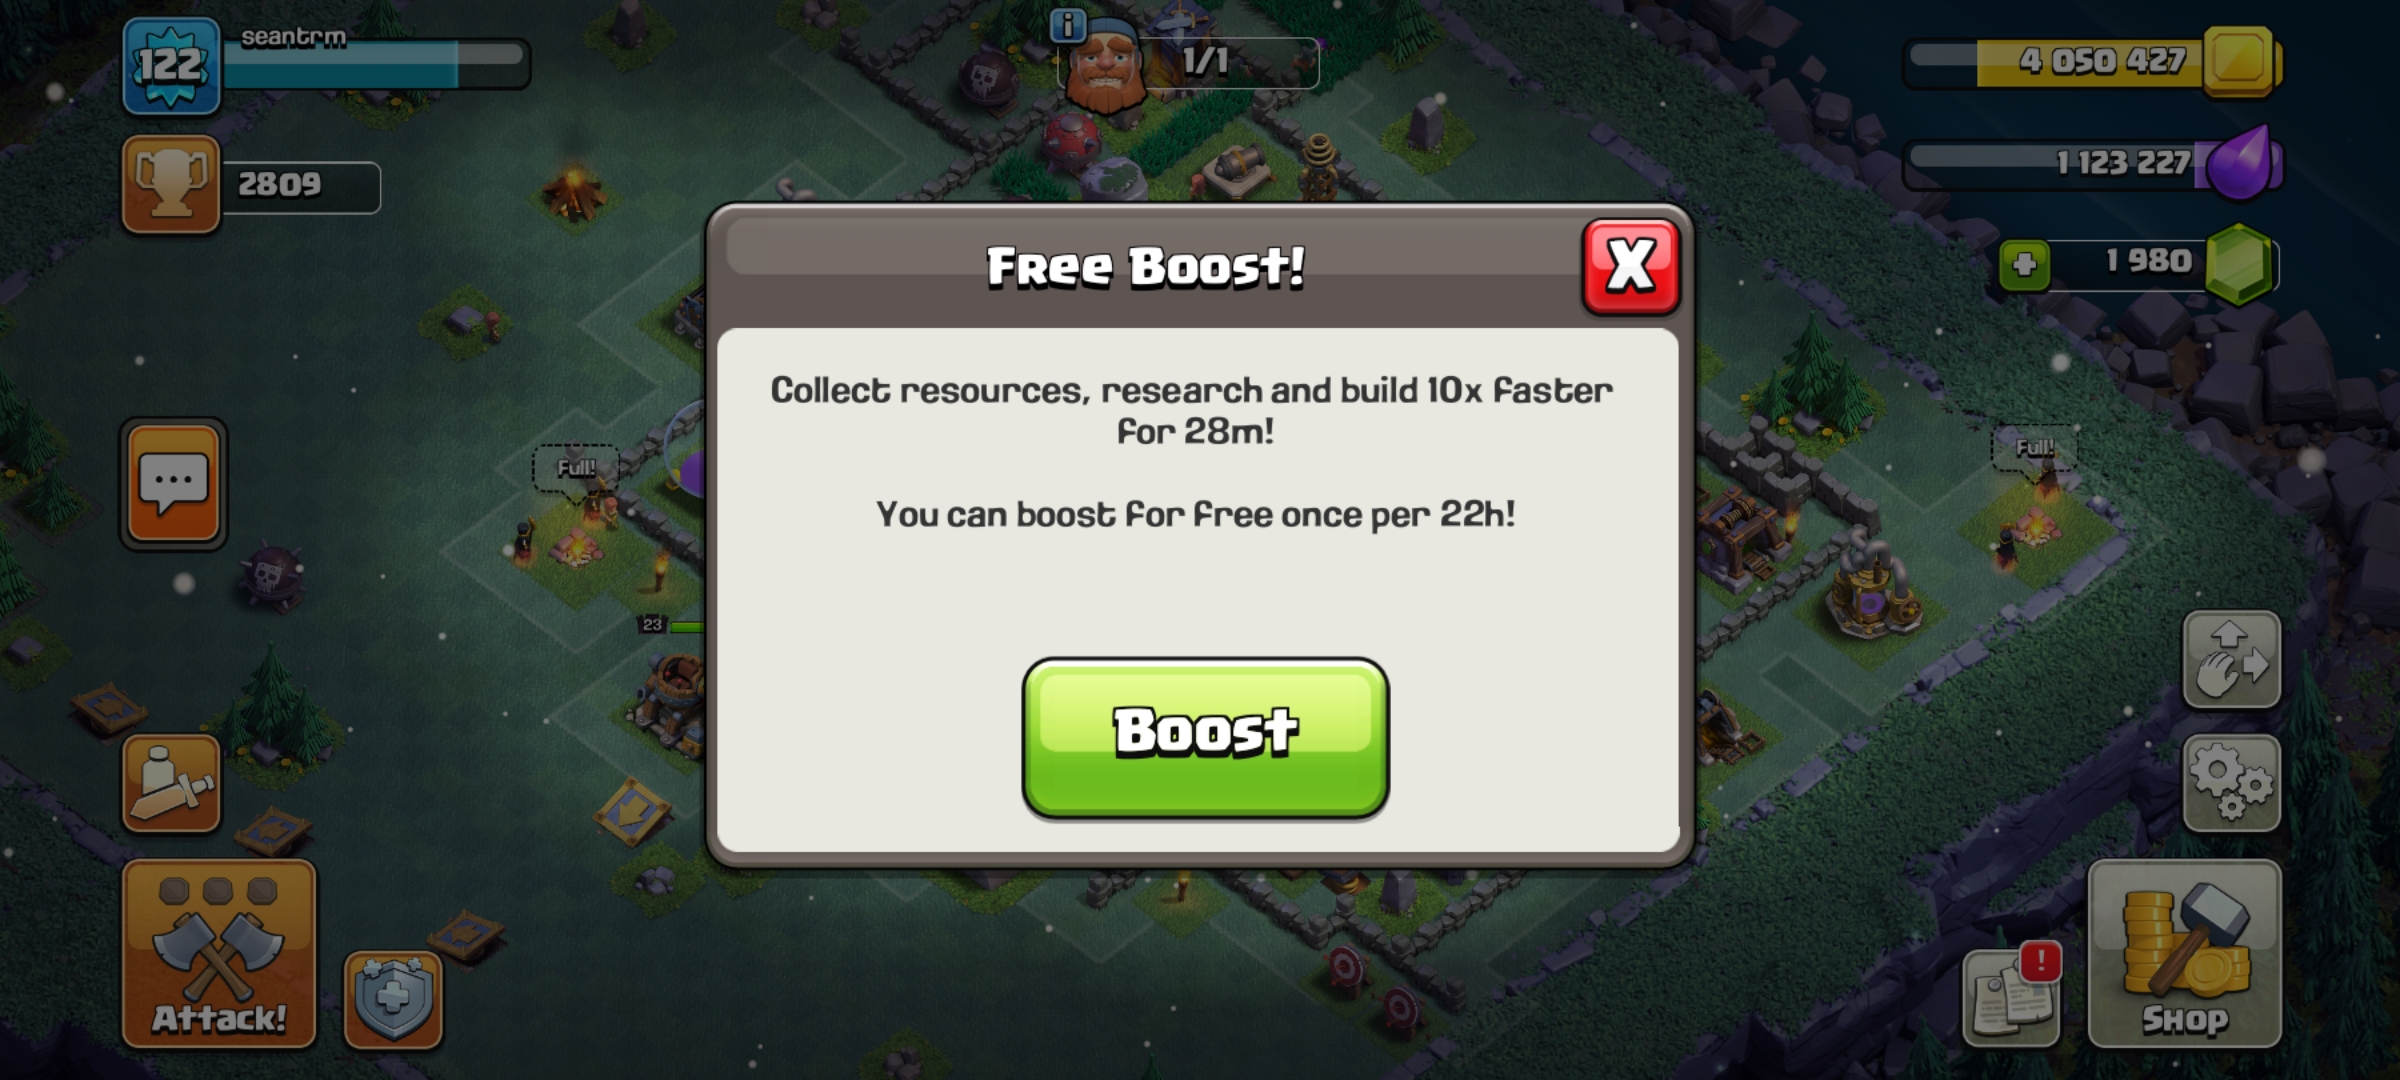 122
seantrm
1/1
4 050 427
2809
1 123 227
1 980
Free Boost!
X
Collect resources, research and build 10x faster
for 28m!
You can boost for free once per 22h!
Full!
Full!
23
Boost
Attack!
!
Shop